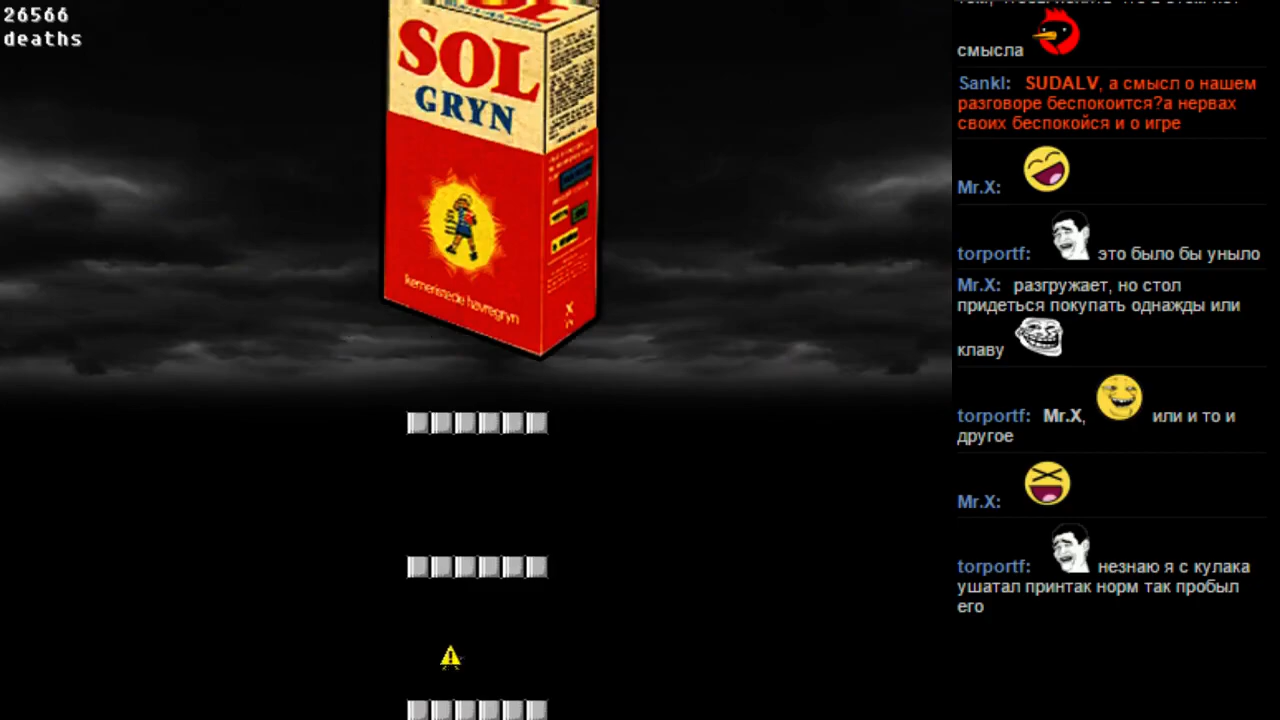 26566
deaths
SOL
GRYN
kerneristede havregryn
смысла
Sankl: SUDALV, а смысл о нашем
разговоре беспокоится?а нервах
своих беспокойся и о игре
Mr.X:
torportf: это было бы уныло
Mr.X: разгружает, но стол
придеться покупать однажды или
клаву
torportf: Mr.X, или и то и
другое
Mr.X:
torportf: незнаю я с кулака
ушатал принтак норм так пробыл
его